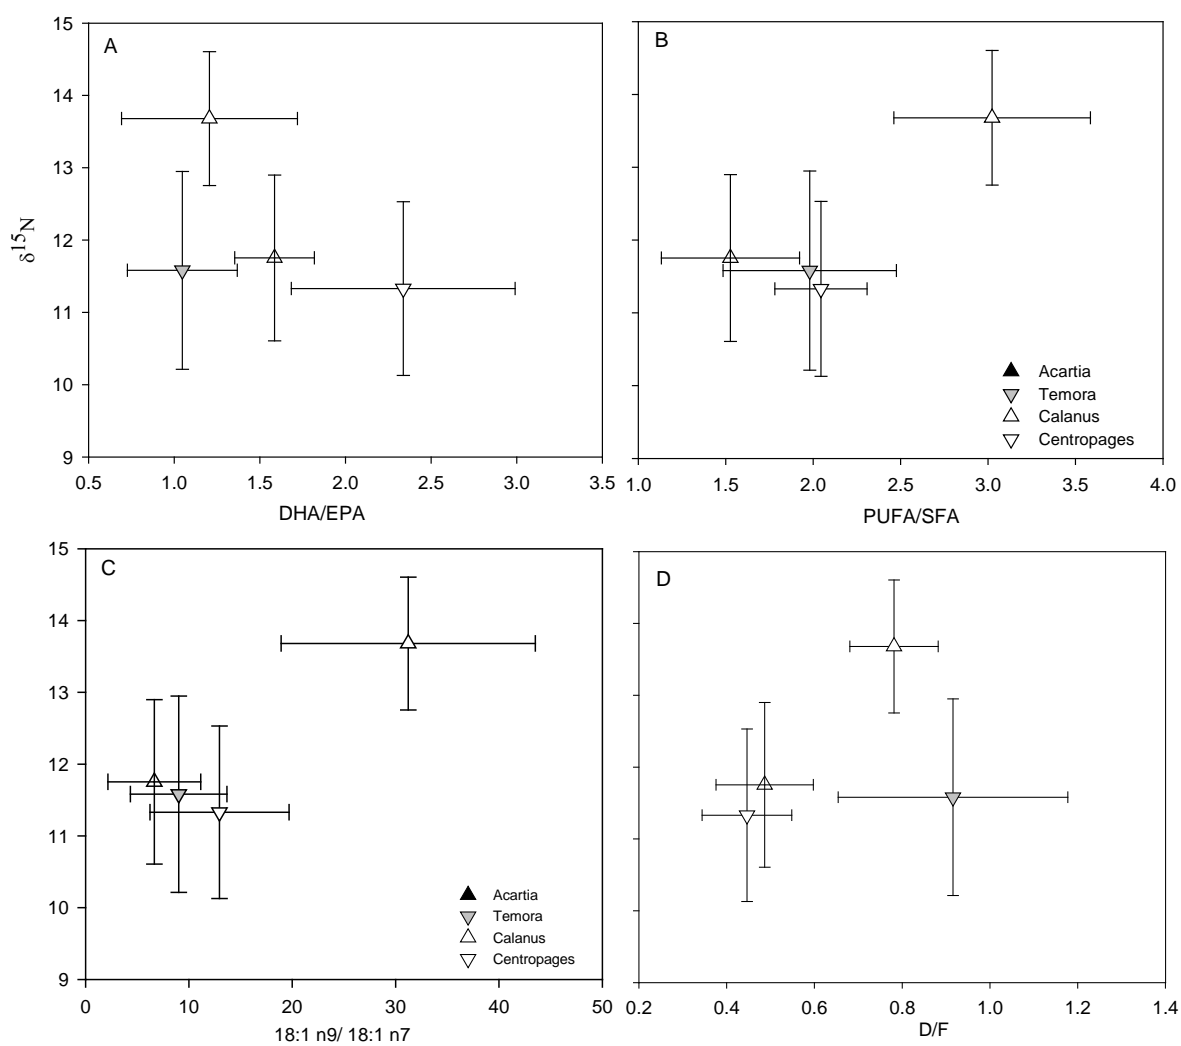 15
14
13
12
11
10
9
δ15N
A
0.5 1.0 1.5 2.0 2.5 3.0 3.5
DHA/EPA
B
Acartia
Temora
Calanus
Centropages
1.0 1.5 2.0 2.5 3.0 3.5 4.0
PUFA/SFA
15
14
13
12
11
10
9
C
Acartia
Temora
Calanus
Centropages
0 10 20 30 40 50
18:1 n9/ 18:1 n7
D
0.2 0.4 0.6 0.8 1.0 1.2 1.4
D/F